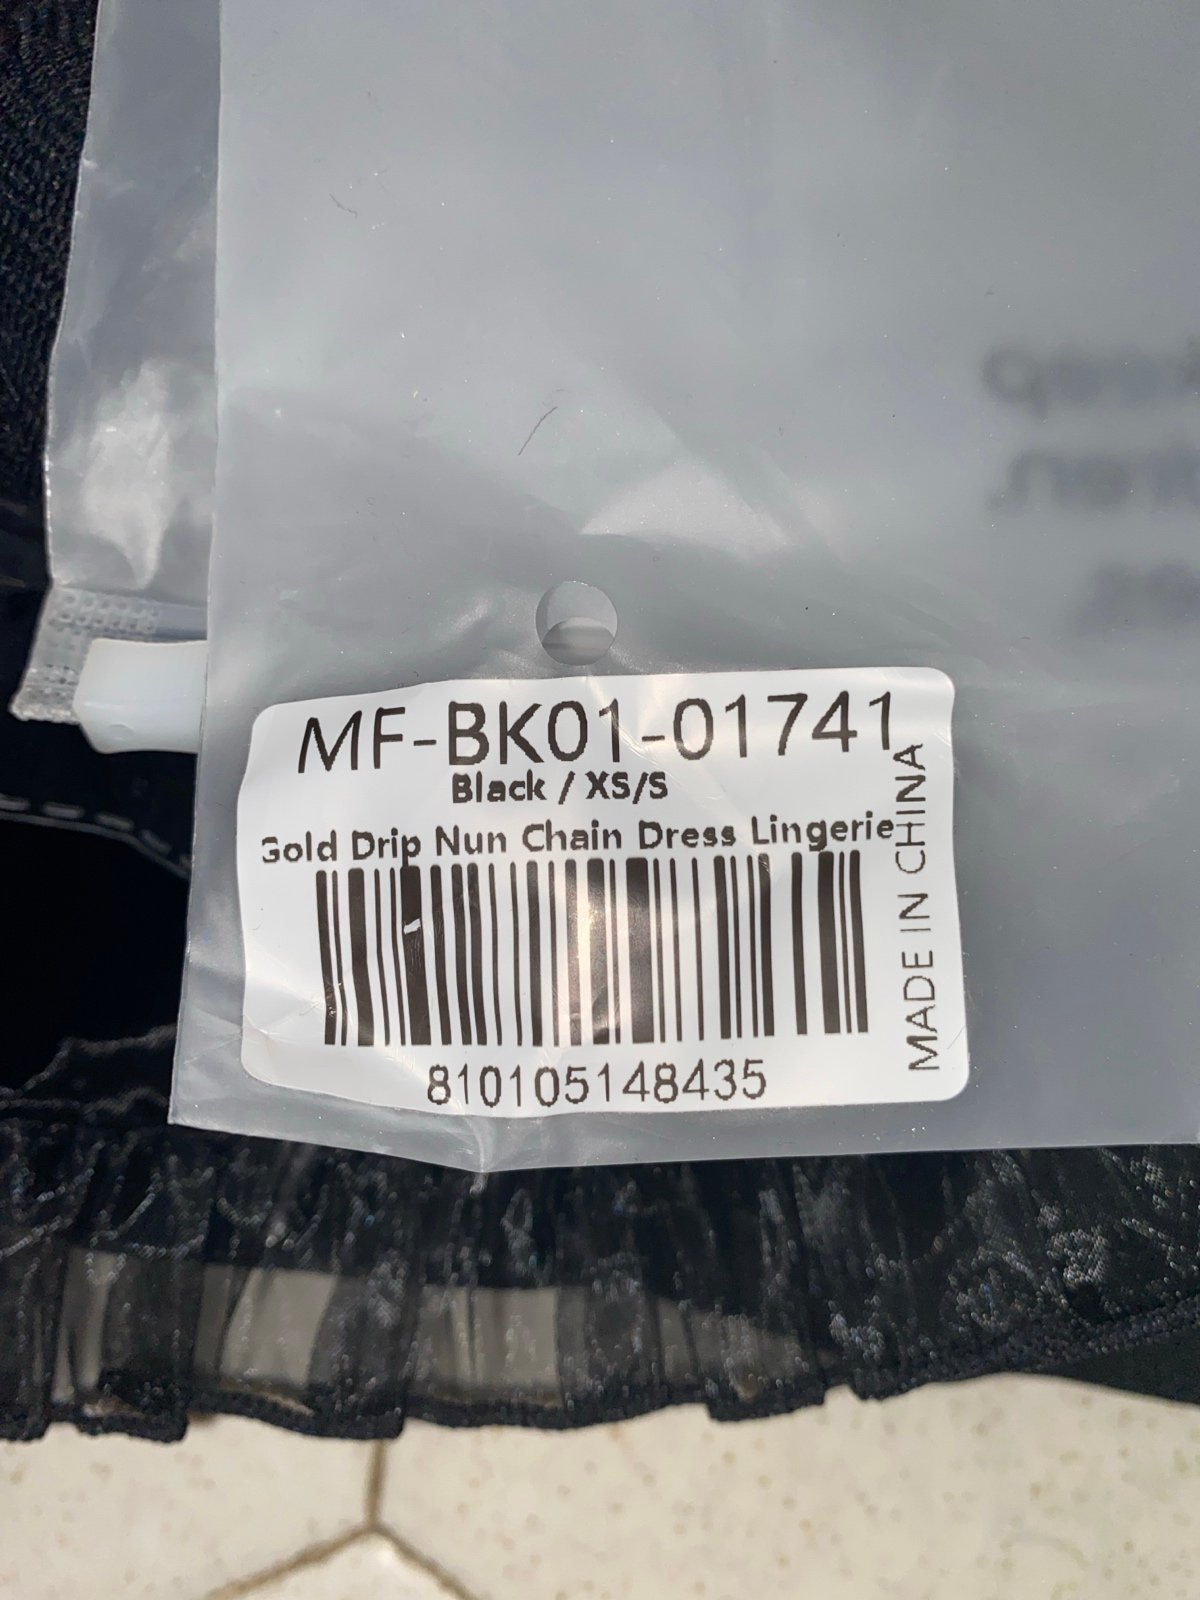 MF-BK01-01741
Black / XS/S
Gold Drip Nun Chain Dress Lingerie
810105148435
MADE IN CHINA